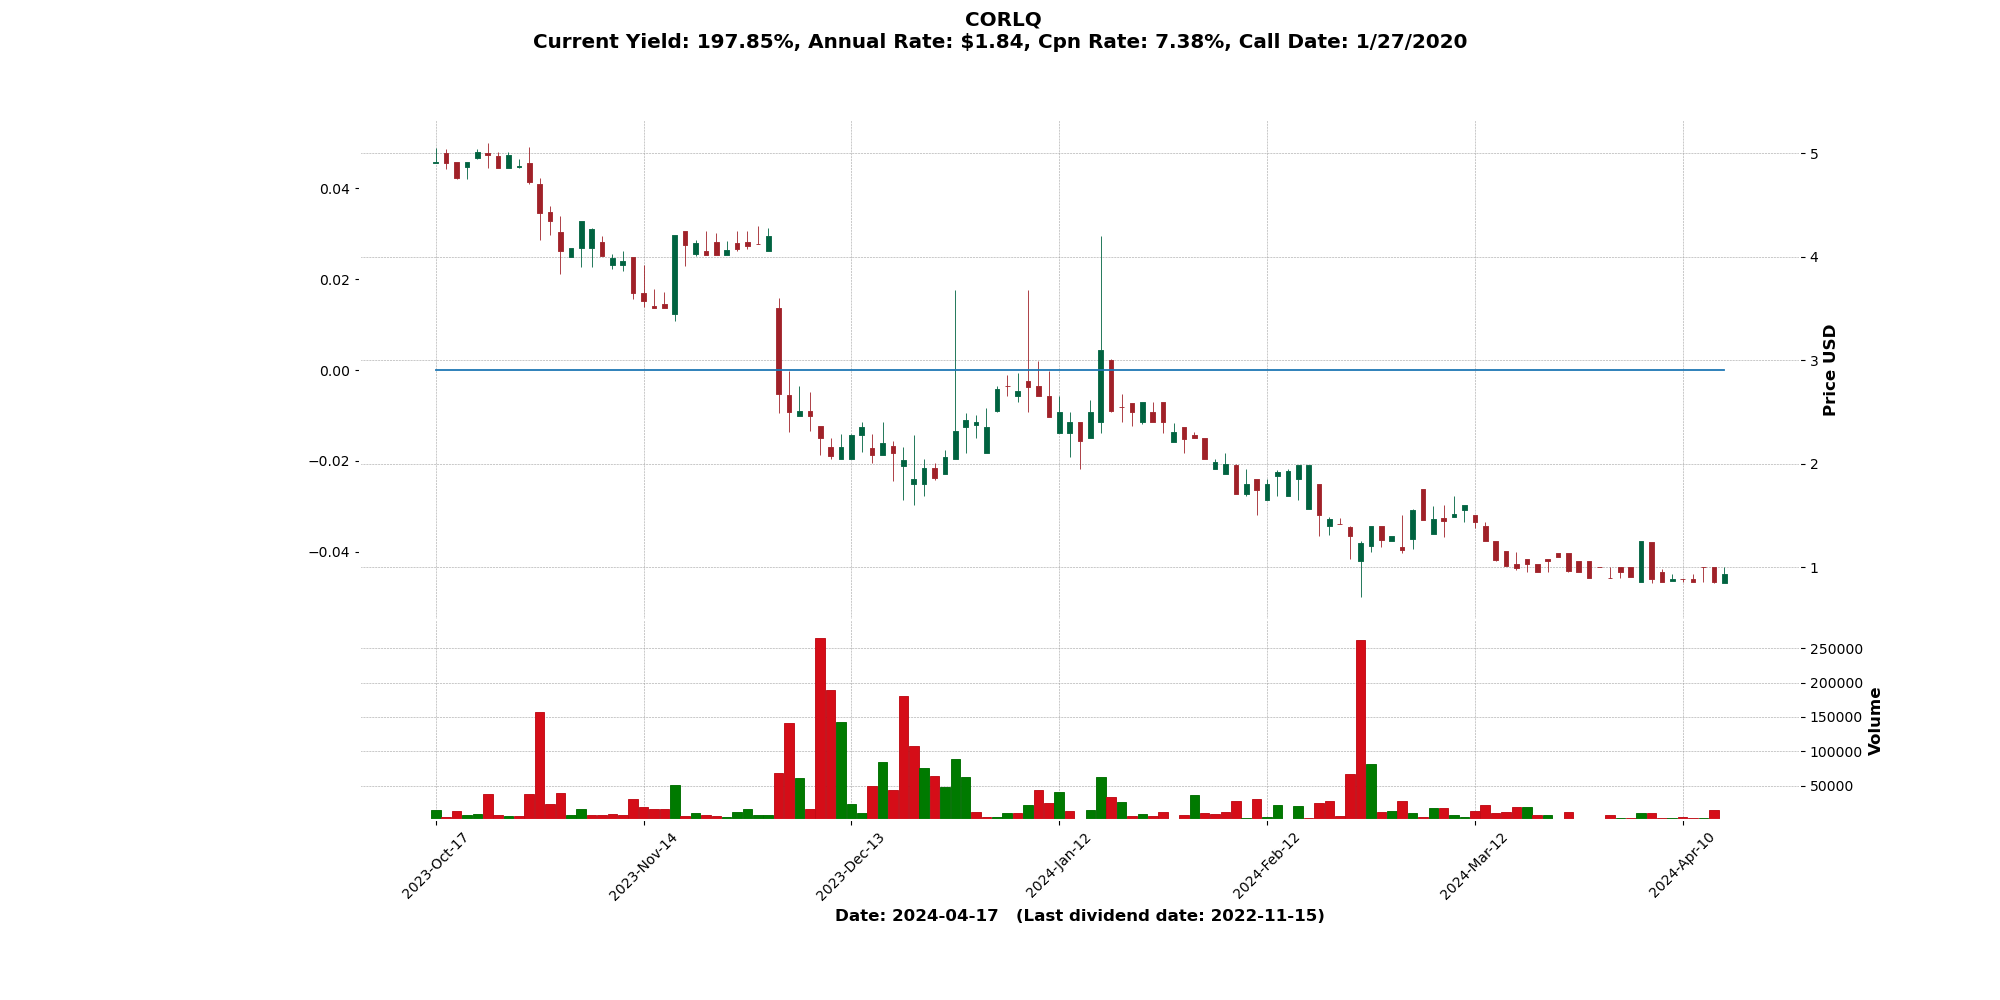 CORLQ
Current Yield: 197.85%, Annual Rate: $1.84, Cpn Rate: 7.38%, Call Date: 1/27/2020
0.04
0.02
0.00
−0.02
−0.04
5
4
3
2
1
Price USD
250000
200000
150000
100000
50000
Volume
2023-Oct-17
2023-Nov-14
2023-Dec-13
2024-Jan-12
2024-Feb-12
2024-Mar-12
2024-Apr-10
Date: 2024-04-17   (Last dividend date: 2022-11-15)